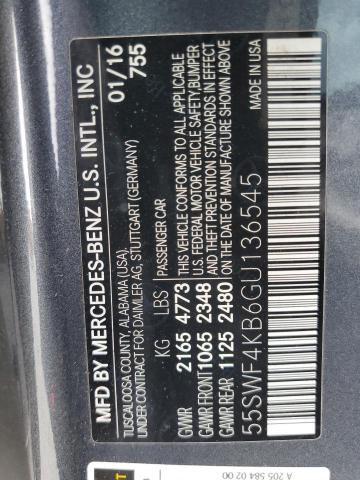 MFD BY MERCEDES-BENZ U.S. INTL., INC
TUSCALOOSA COUNTY, ALABAMA (USA),
UNDER CONTRACT FOR DAIMLER AG, STUTTGART (GERMANY)
01/16
755
KG LBS PASSENGER CAR
GVWR 2165 4773
GAWR FRONT 1065 2348
GAWR REAR 1125 2480
THIS VEHICLE CONFORMS TO ALL APPLICABLE
U.S. FEDERAL MOTOR VEHICLE SAFETY,BUMPER
AND THEFT PREVENTION STANDARDS IN EFFECT
ON THE DATE OF MANUFACTURE SHOWN ABOVE
55SWF4KB6GU136545 MADE IN USA
A 205 584 02 00